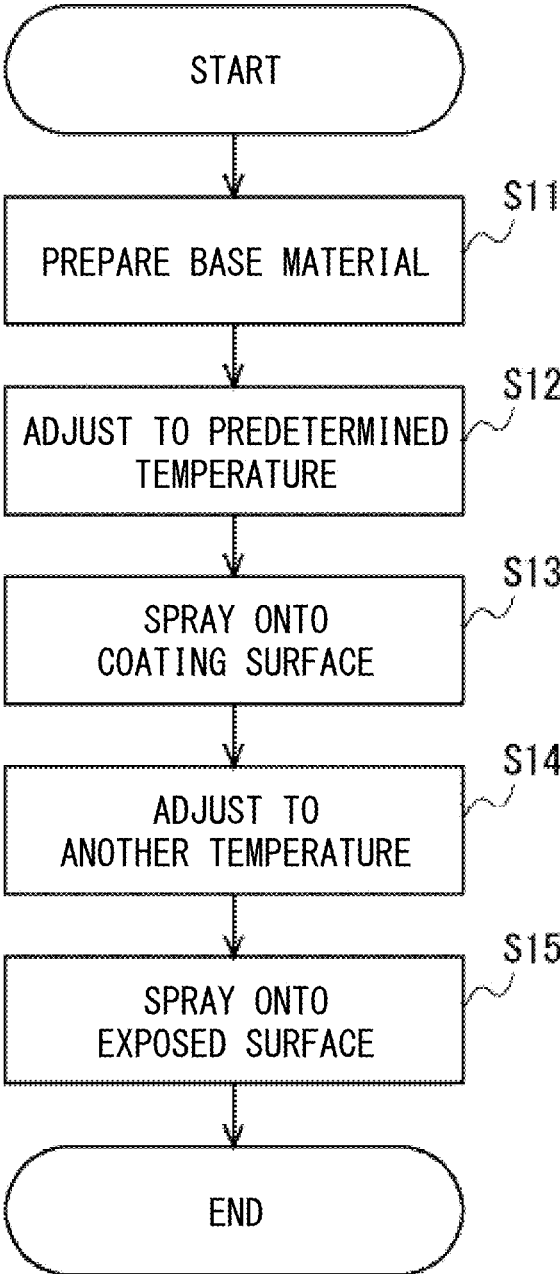 START
S11
PREPARE BASE MATERIAL
S12
ADJUST TO PREDETERMINED
TEMPERATURE
S13
SPRAY ONTO
COATING SURFACE
S14
ADJUST TO
ANOTHER TEMPERATURE
S15
SPRAY ONTO
EXPOSED SURFACE
END